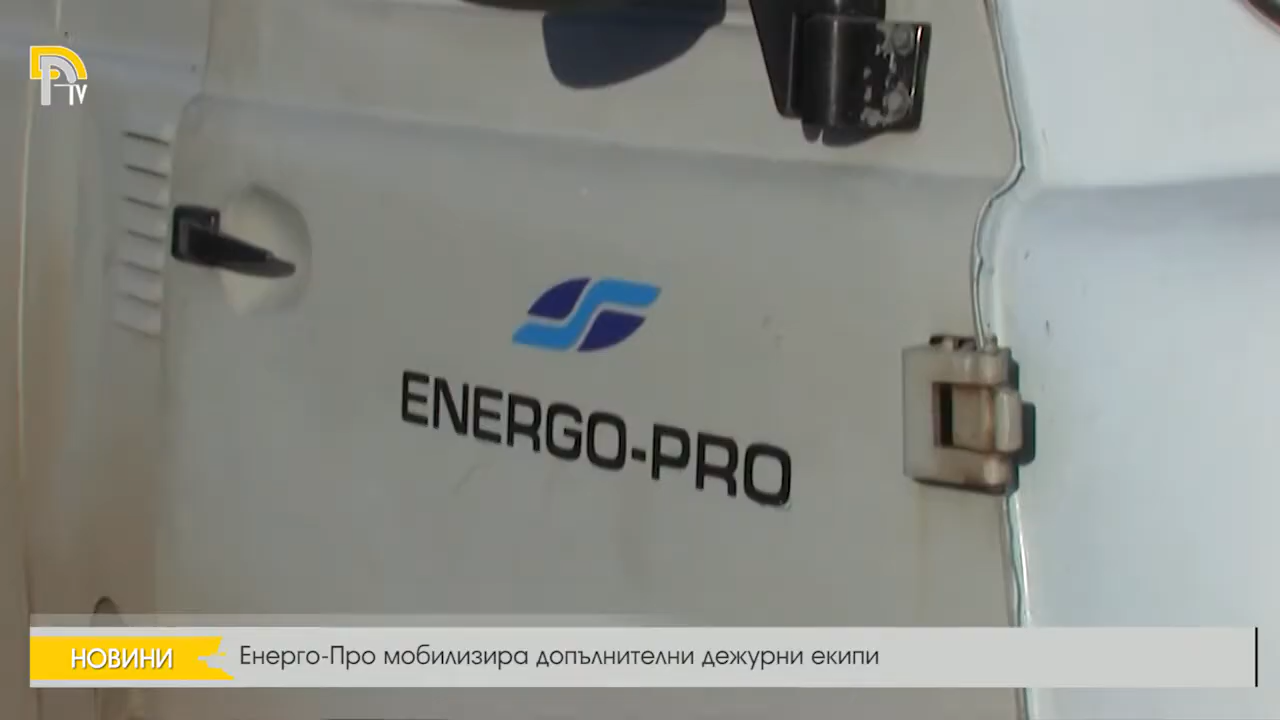 TV
ENERGO-PRO
НОВИНИ
Енерго-Про мобилизира допълнителни дежурни екипи